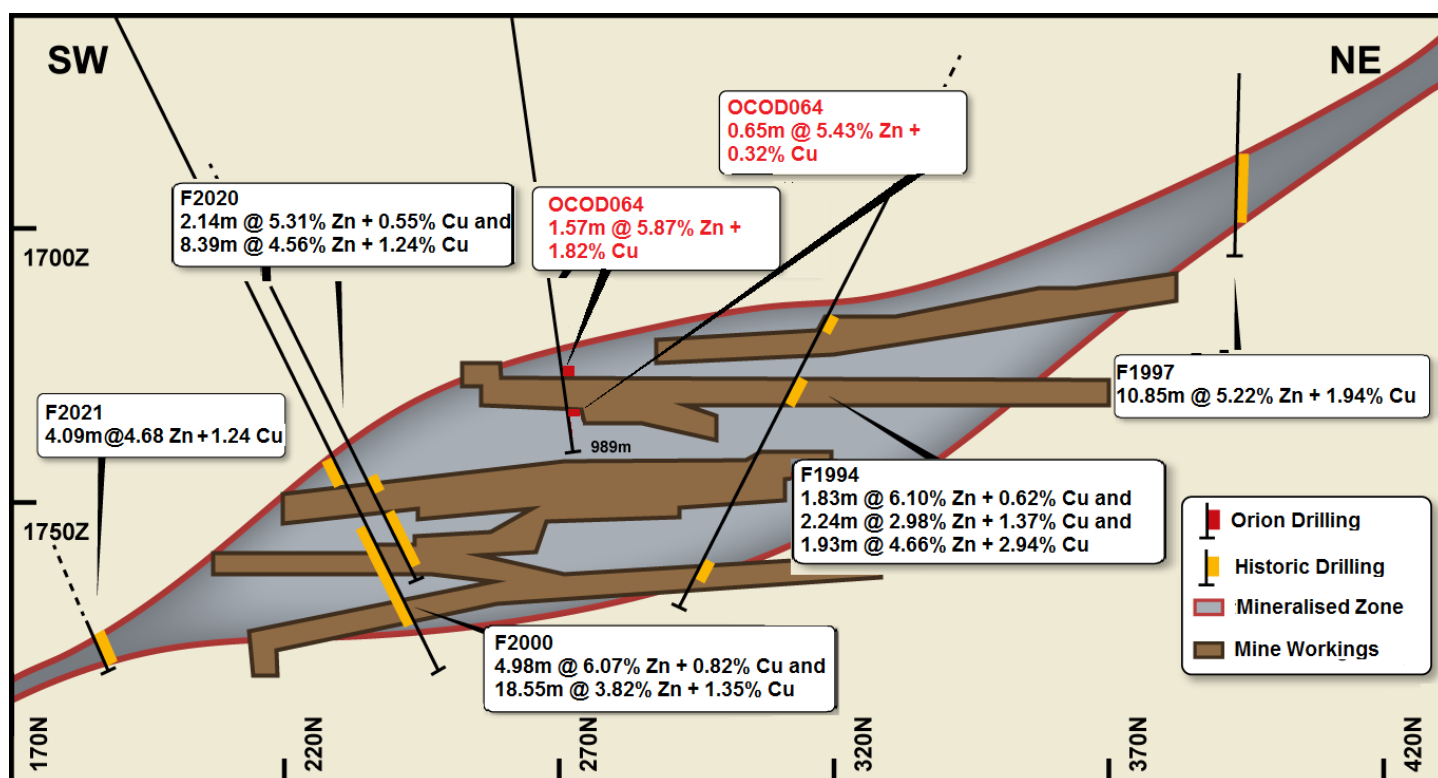 SW
NE
OCOD064
0.65m @ 5.43% Zn +
0.32% Cu
F2020
2.14m @ 5.31% Zn + 0.55% Cu and
8.39m @ 4.56% Zn + 1.24% Cu
OCOD064
1.57m @ 5.87% Zn +
1.82% Cu
1700Z
F1997
10.85m @ 5.22% Zn + 1.94% Cu
F2021
4.09m @4.68 Zn +1.24 Cu
989m
F1994
1.83m @ 6.10% Zn + 0.62% Cu and
2.24m @ 2.98% Zn + 1.37% Cu and
1.93m @ 4.66% Zn + 2.94% Cu
1750Z
Orion Drilling
Historic Drilling
Mineralised Zone
Mine Workings
F2000
4.98m @ 6.07% Zn + 0.82% Cu and
18.55m @ 3.82% Zn + 1.35% Cu
170N
220N
270N
320N
370N
420N